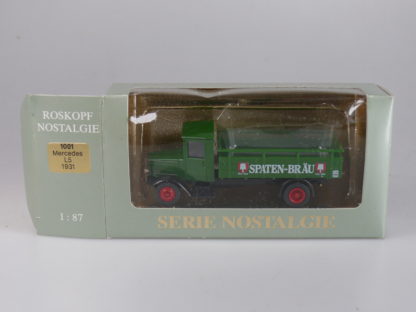 ROSKOPF
NOSTALGIE
1001
Mercedes
LS
1931
1:87
SPATEN-BRÄU
SERIE NOSTALGIE